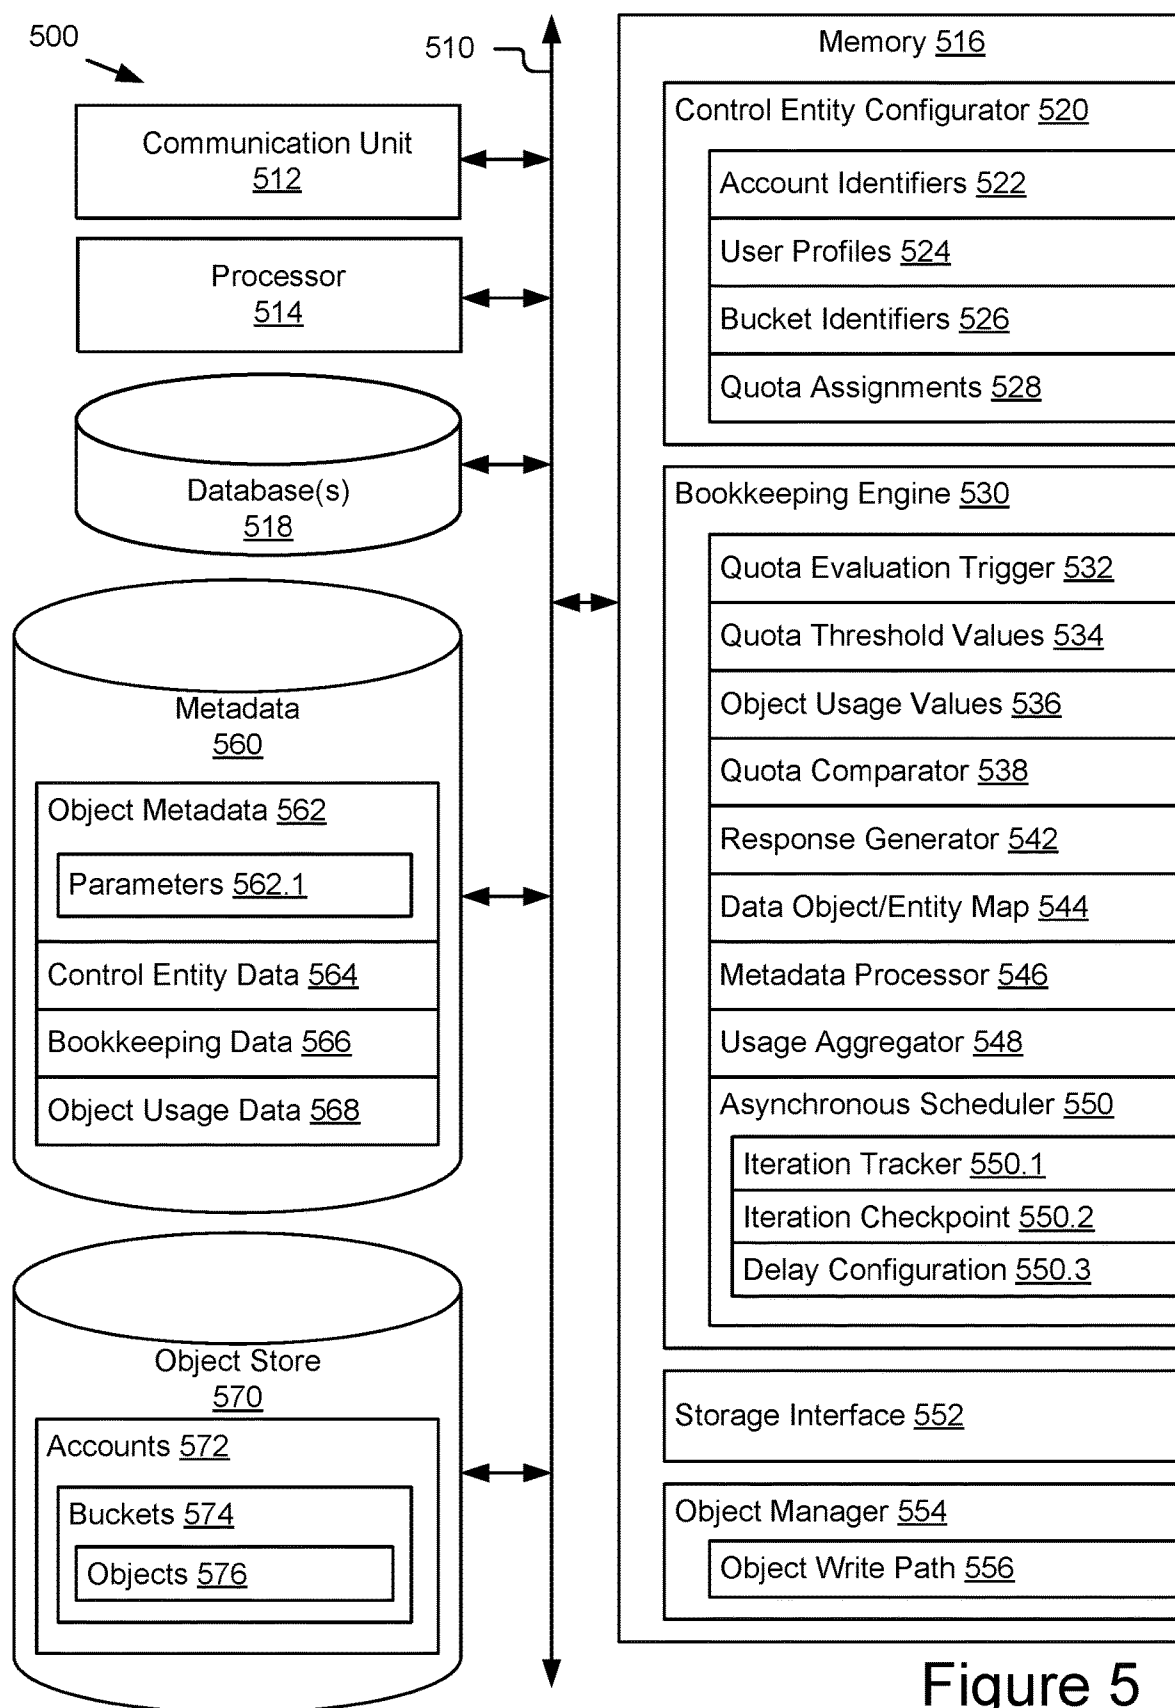 500
510
Communication Unit
512
Processor
514
Database(s)
518
Metadata
560
Object Metadata 562
Parameters 562.1
Control Entity Data 564
Bookkeeping Data 566
Object Usage Data 568
Object Store
570
Accounts 572
Buckets 574
Objects 576
Memory 516
Control Entity Configurator 520
Account Identifiers 522
User Profiles 524
Bucket Identifiers 526
Quota Assignments 528
Bookkeeping Engine 530
Quota Evaluation Trigger 532
Quota Threshold Values 534
Object Usage Values 536
Quota Comparator 538
Response Generator 542
Data Object/Entity Map 544
Metadata Processor 546
Usage Aggregator 548
Asynchronous Scheduler 550
Iteration Tracker 550.1
Iteration Checkpoint 550.2
Delay Configuration 550.3
Storage Interface 552
Object Manager 554
Object Write Path 556
Figure 5